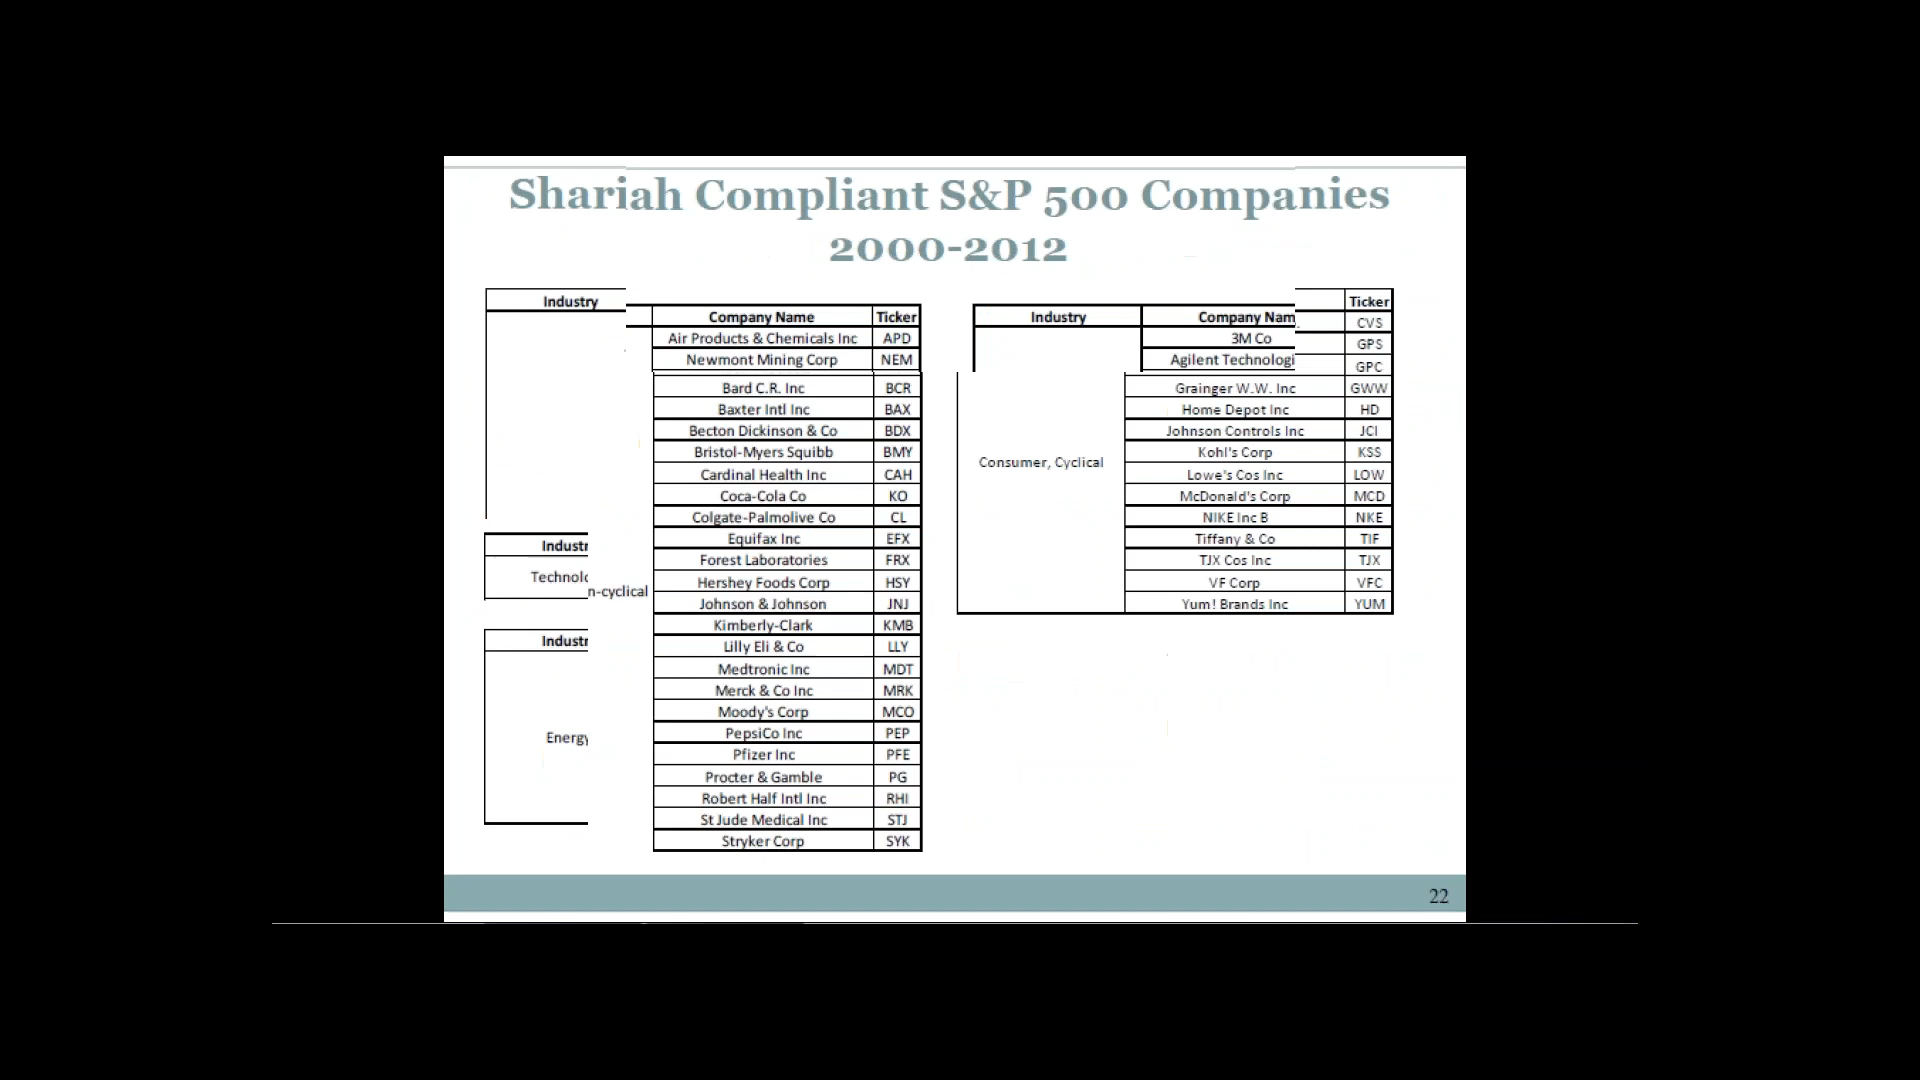 Shariah Compliant S&P 500 Companies
2000-2012
Industry
Company Name Ticker
Air Products & Chemicals Inc APD
Newmont Mining Corp NEM
Bard C.R. Inc BCR
Baxter Intl Inc BAX
Becton Dickinson & Co BDX
Bristol-Myers Squibb BMY
Cardinal Health Inc CAH
Coca-Cola Co KO
Colgate-Palmolive Co CL
Equifax Inc EFX
Forest Laboratories FRX
Hershey Foods Corp HSY
Johnson & Johnson JNJ
Kimberly-Clark KMB
Lilly Eli & Co LLY
Medtronic Inc MDT
Merck & Co Inc MRK
Moody's Corp MCO
PepsiCo Inc PEP
Pfizer Inc PFE
Procter & Gamble PG
Robert Half Intl Inc RHI
St Jude Medical Inc STJ
Stryker Corp SYK
Industr
Technolo
n-cyclical
Industr
Energy
Industry Company Nam Ticker
3M Co CVS
Agilent Technologi GPS
GPC
Grainger W.W. Inc GWW
Home Depot Inc HD
Johnson Controls Inc JCI
Consumer, Cyclical
Kohl's Corp KSS
Lowe's Cos Inc LOW
McDonald's Corp MCD
NIKE Inc B NKE
Tiffany & Co TIF
TJX Cos Inc TJX
VF Corp VFC
Yum! Brands Inc YUM
22